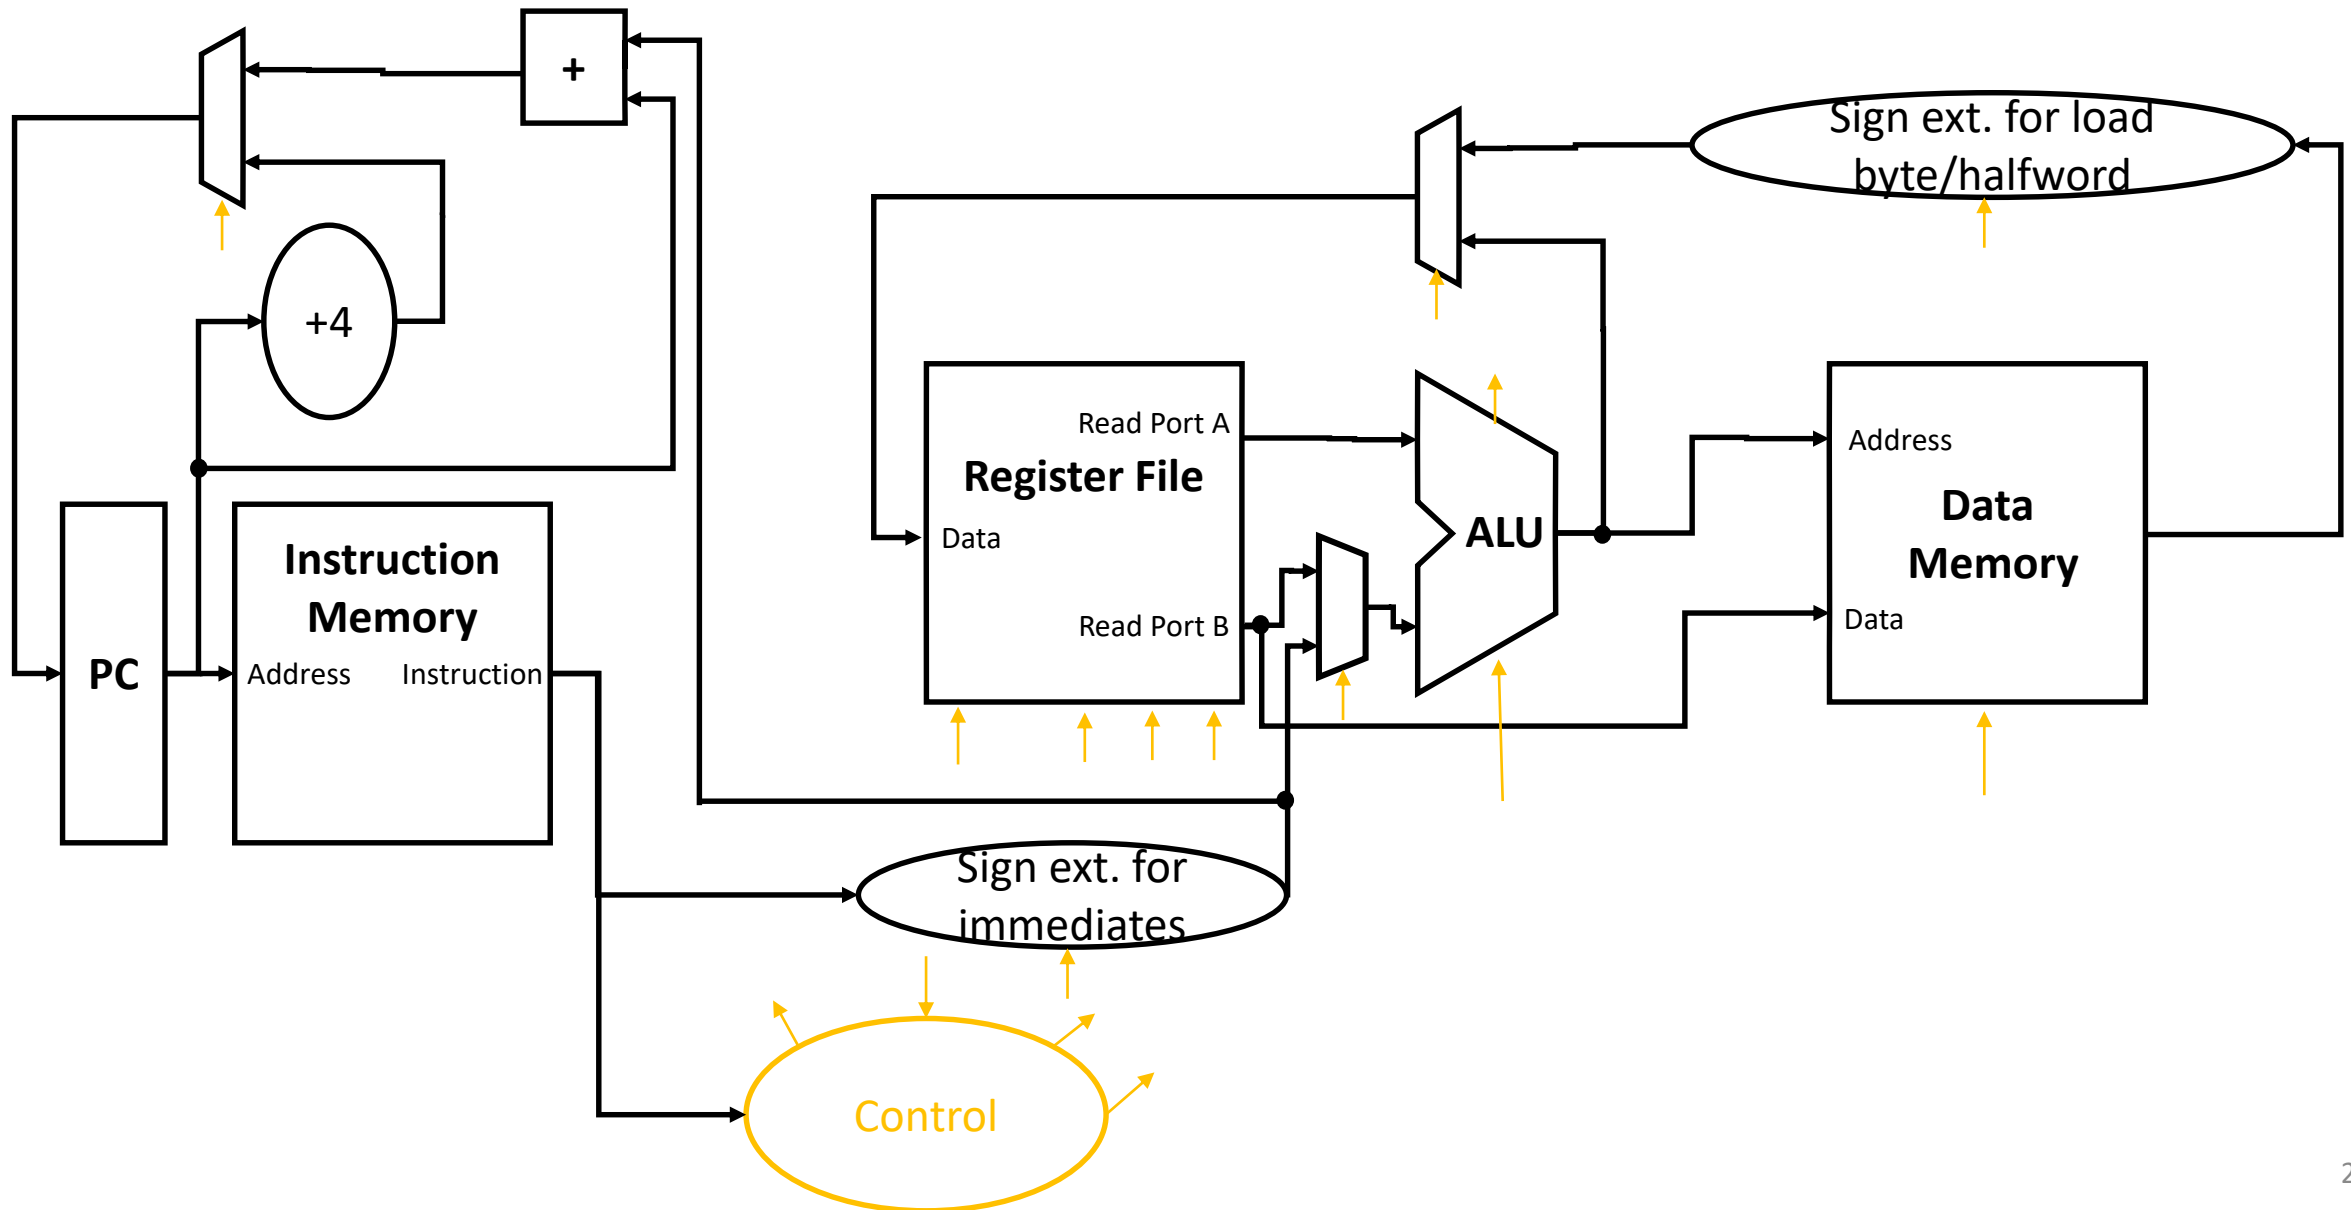 +
Sign ext. for load
byte/halfword
+4
Read Port A
Register File
Data
Read Port B
ALU
Address
Data
Memory
Data
Instruction
Memory
PC
Address
Instruction
Sign ext. for
immediates
Control
2